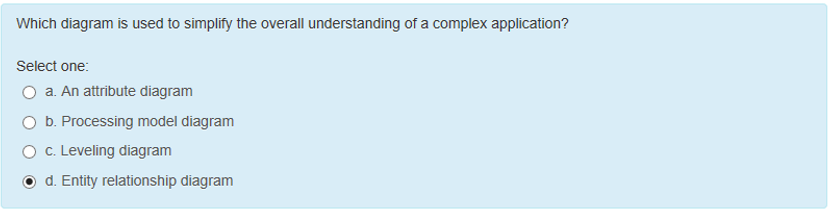 Which diagram is used to simplify the overall understanding of a complex application?
Select one:
a. An attribute diagram
b. Processing model diagram
c. Leveling diagram
d. Entity relationship diagram